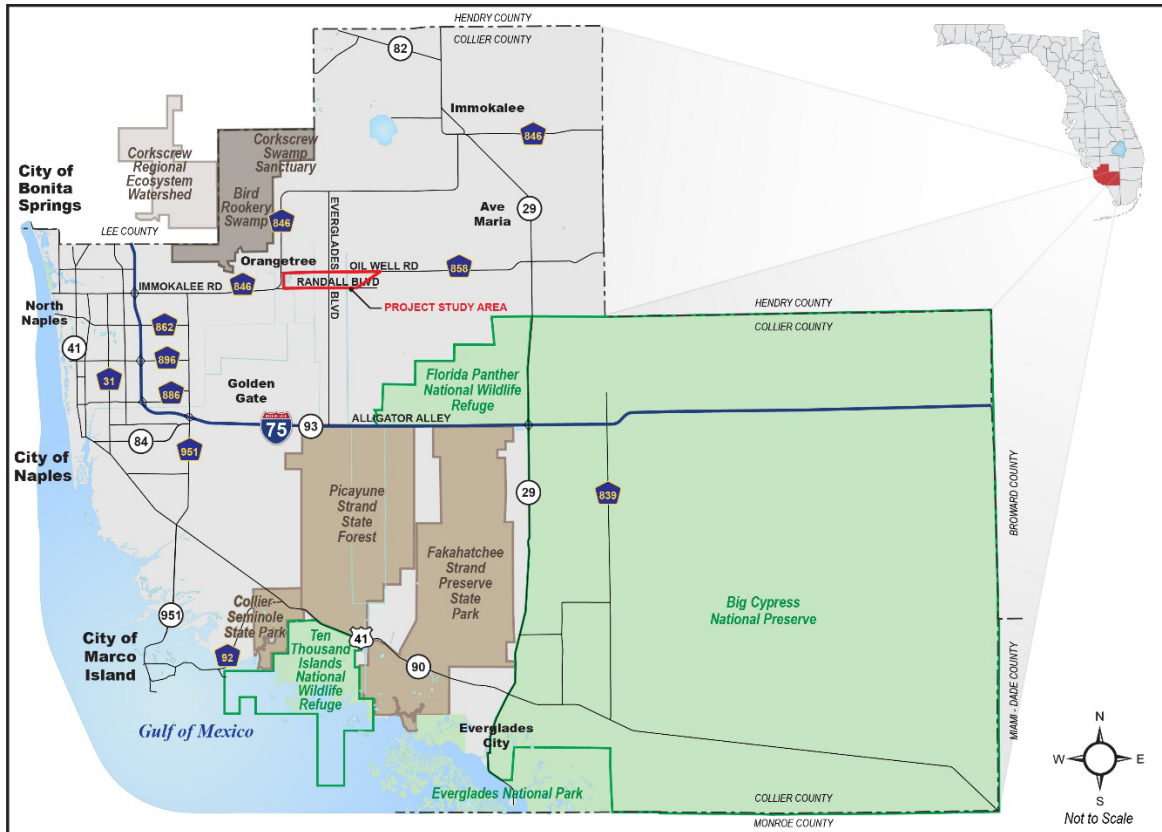 HENDRY COUNTY
COLLIER COUNTY
82
Immokalee
846
Corkscrew
Regional
Ecosystem
Watershed
Corkscrew
Swamp
Sanctuary
Bird
Rookery
Swamp
City of
Bonita
Springs
LEE COUNTY
846
Ave
Maria
29
EVERGLADES BLVD
Orangetree
OIL WELL RD
858
RANDALL BLVD
IMMOKALEE RD
846
PROJECT STUDY AREA
North
Naples
862
41
896
31
886
HENDRY COUNTY
COLLIER COUNTY
Florida Panther
National Wildlife
Refuge
Golden
Gate
ALLIGATOR ALLEY
INTERSTATE
75
93
84
951
City of
Naples
Picayune
Strand
State
Forest
29
839
BROWARD COUNTY
Fakahatchee
Strand
Preserve
State
Park
Big Cypress
National Preserve
951
Collier
Seminole
State Park
City of
Marco
Island
92
Ten
Thousand
Islands
National
Wildlife
Refuge
41
90
MIAMI - DADE COUNTY
Gulf of Mexico
Everglades
City
Everglades National Park
COLLIER COUNTY
MONROE COUNTY
N
W
E
S
Not to Scale